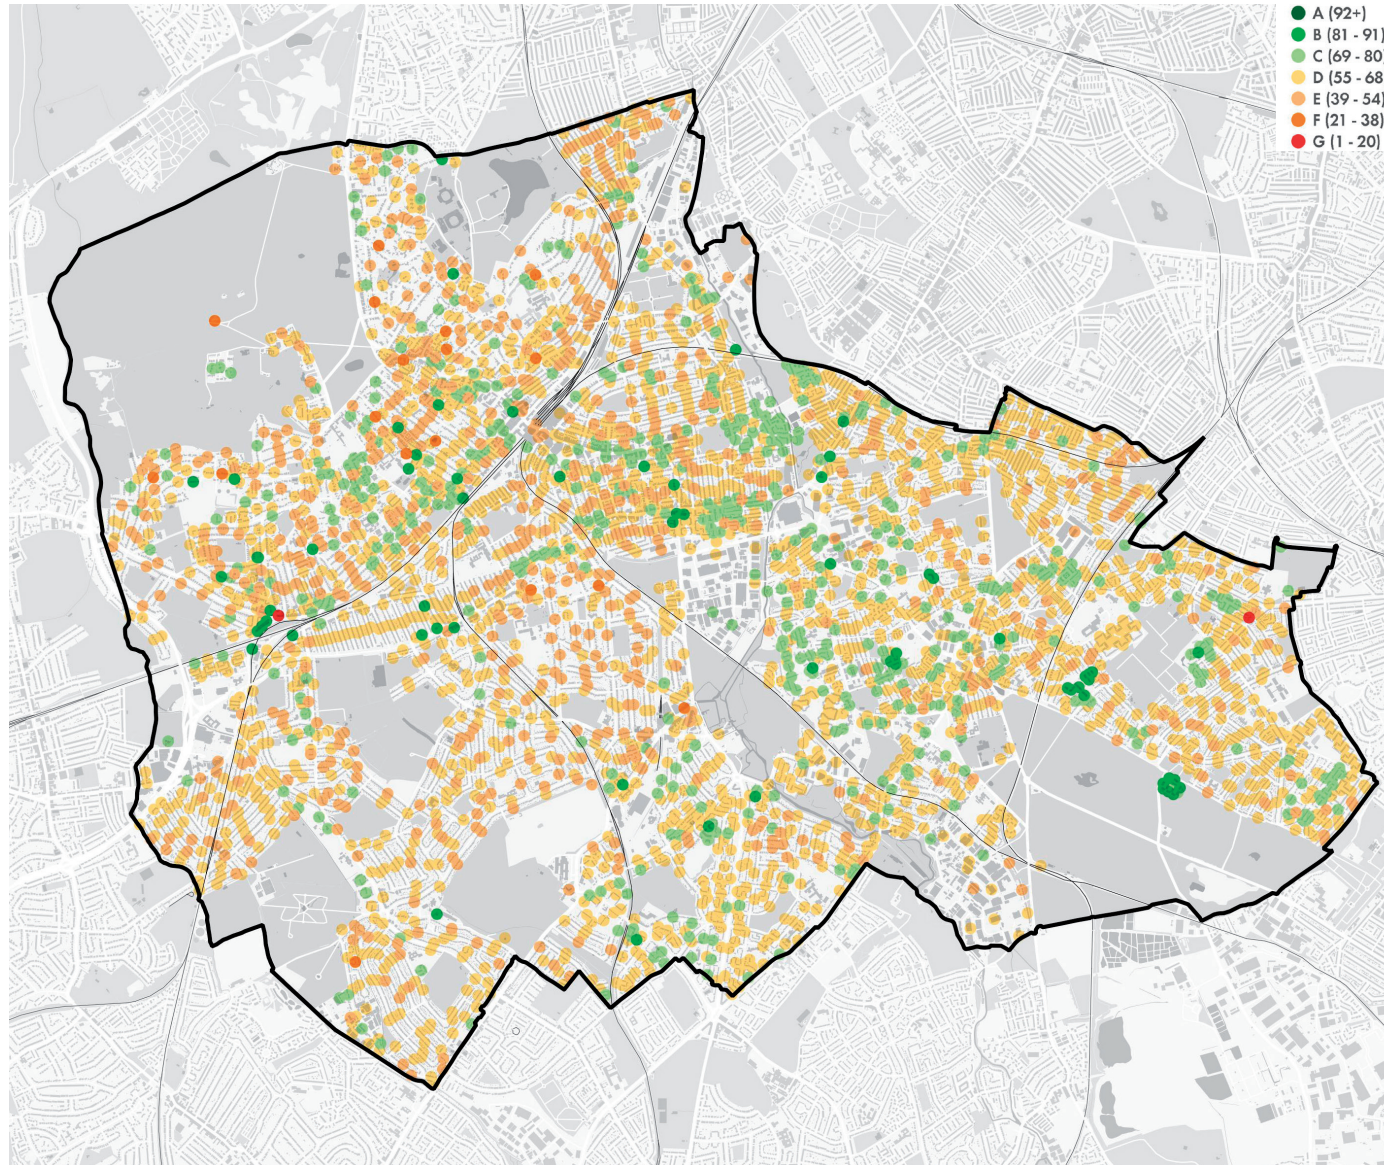 A (92+)
B (81 - 91)
C (69 - 80)
D (55 - 68
E (39 - 54)
F (21 - 38)
G (1 - 20)